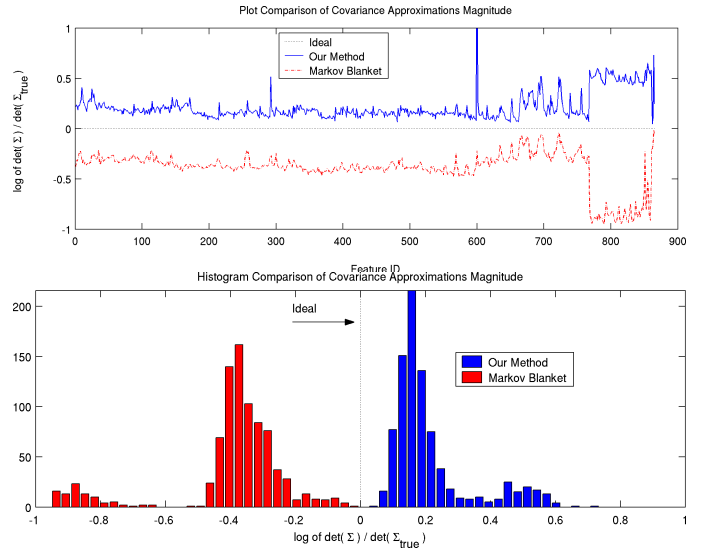 Plot Comparison of Covariance Approximations Magnitude
1
0.5
0
-0.5
-1
log of det( Σ ) / det( Σtrue )
Ideal
Our Method
Markov Blanket
0 100 200 300 400 500 600 700 800 900
Feature ID
Histogram Comparison of Covariance Approximations Magnitude
200
150
100
50
0
Ideal
Our Method
Markov Blanket
-1 -0.8 -0.6 -0.4 -0.2 0 0.2 0.4 0.6 0.8 1
log of det( Σ ) / det( Σtrue )